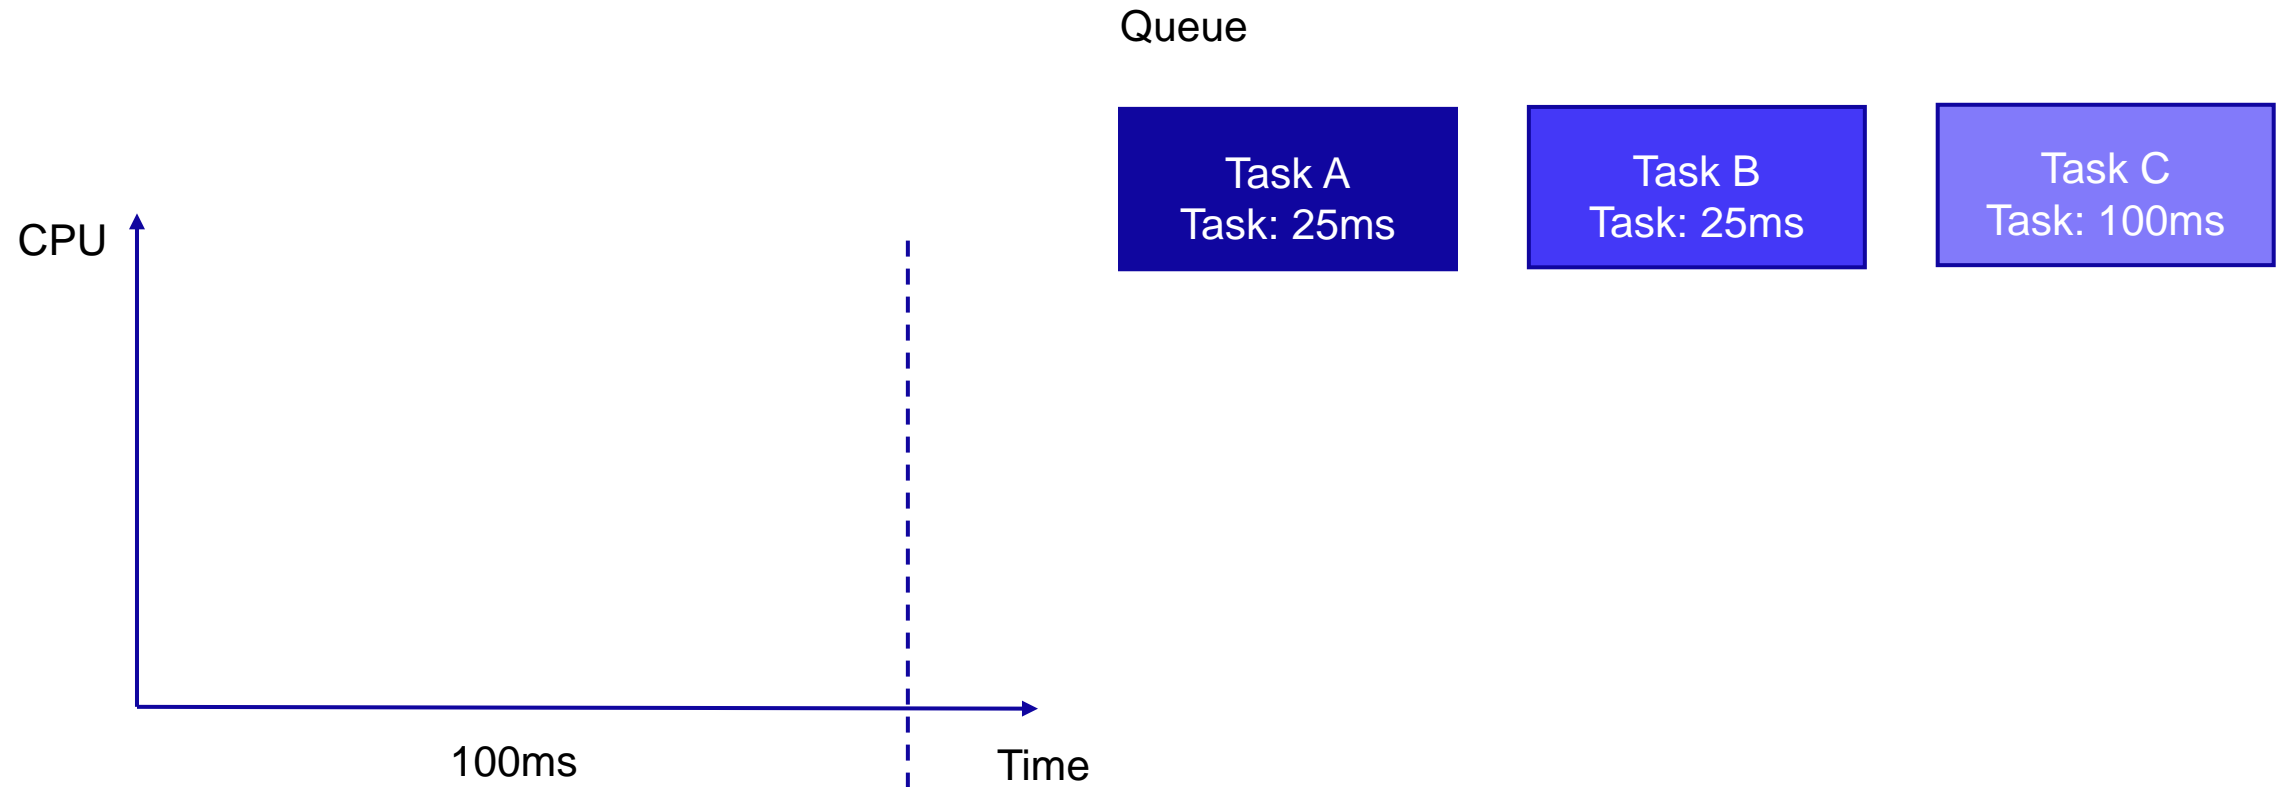 Queue
Task A
Task: 25ms
Task B
Task: 25ms
Task C
Task: 100ms
CPU
100ms
Time